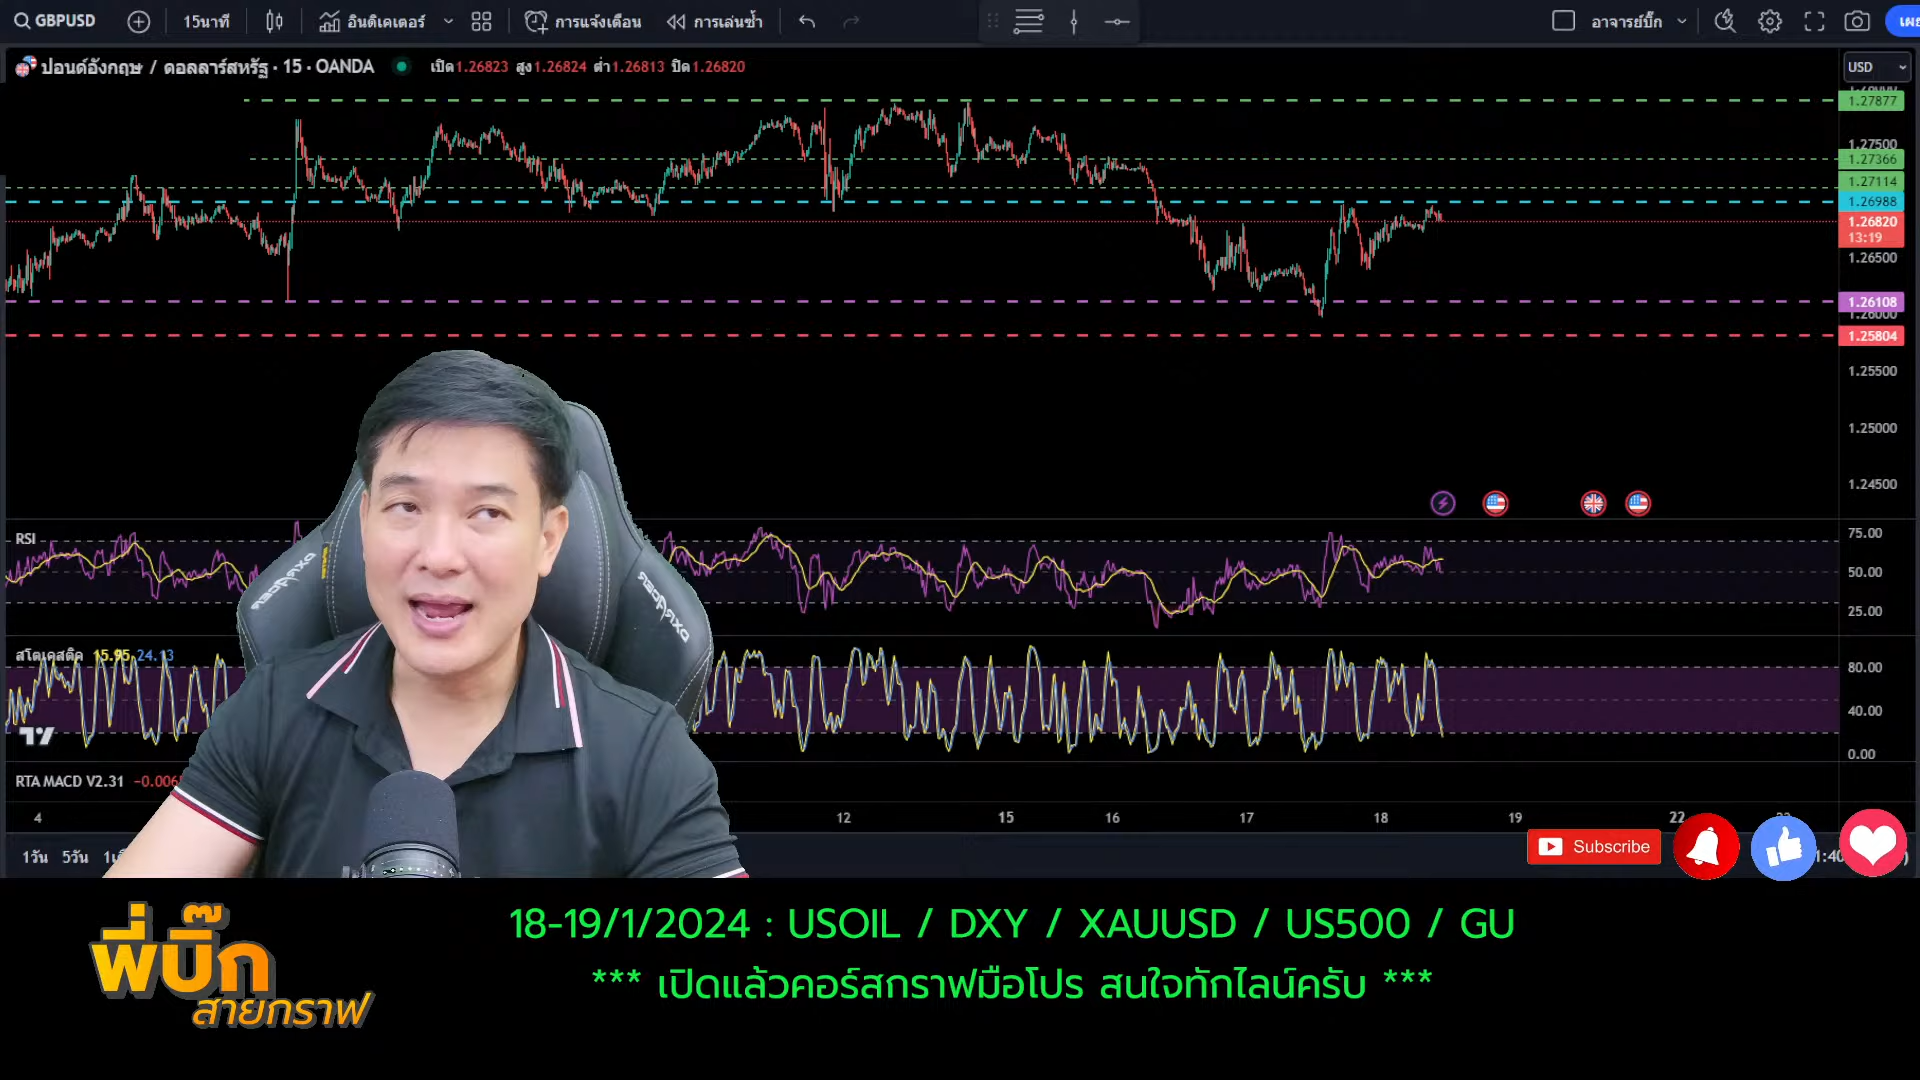 GBPUSD 15นาที อินดิเคเตอร์ การแจ้งเตือน การเล่นซ้ำ อาจารย์บิ๊ก เผย
ปอนด์อังกฤษ / ดอลลาร์สหรัฐ · 15 · OANDA เปิด1.26823 สูง1.26824 ต่ำ1.26813 ปิด1.26820
USD
1.27877
1.27500
1.27366
1.27114
1.26988
1.26820
13:19
1.26500
1.26108
1.26000
1.25804
1.25500
1.25000
1.24500
RSI
75.00
50.00
25.00
สโตแคสติค 15.95 24.13
80.00
40.00
0.00
RTA MACD V2.31 −0.006
4 12 15 16 17 18 19 22
1วัน 5วัน
Subscribe
DXRACER
DXRACER
พี่บิ๊ก
สายกราฟ
18-19/1/2024 : USOIL / DXY / XAUUSD / US500 / GU
*** เปิดแล้วคอร์สกราฟมือโปร สนใจทักไลน์ครับ ***